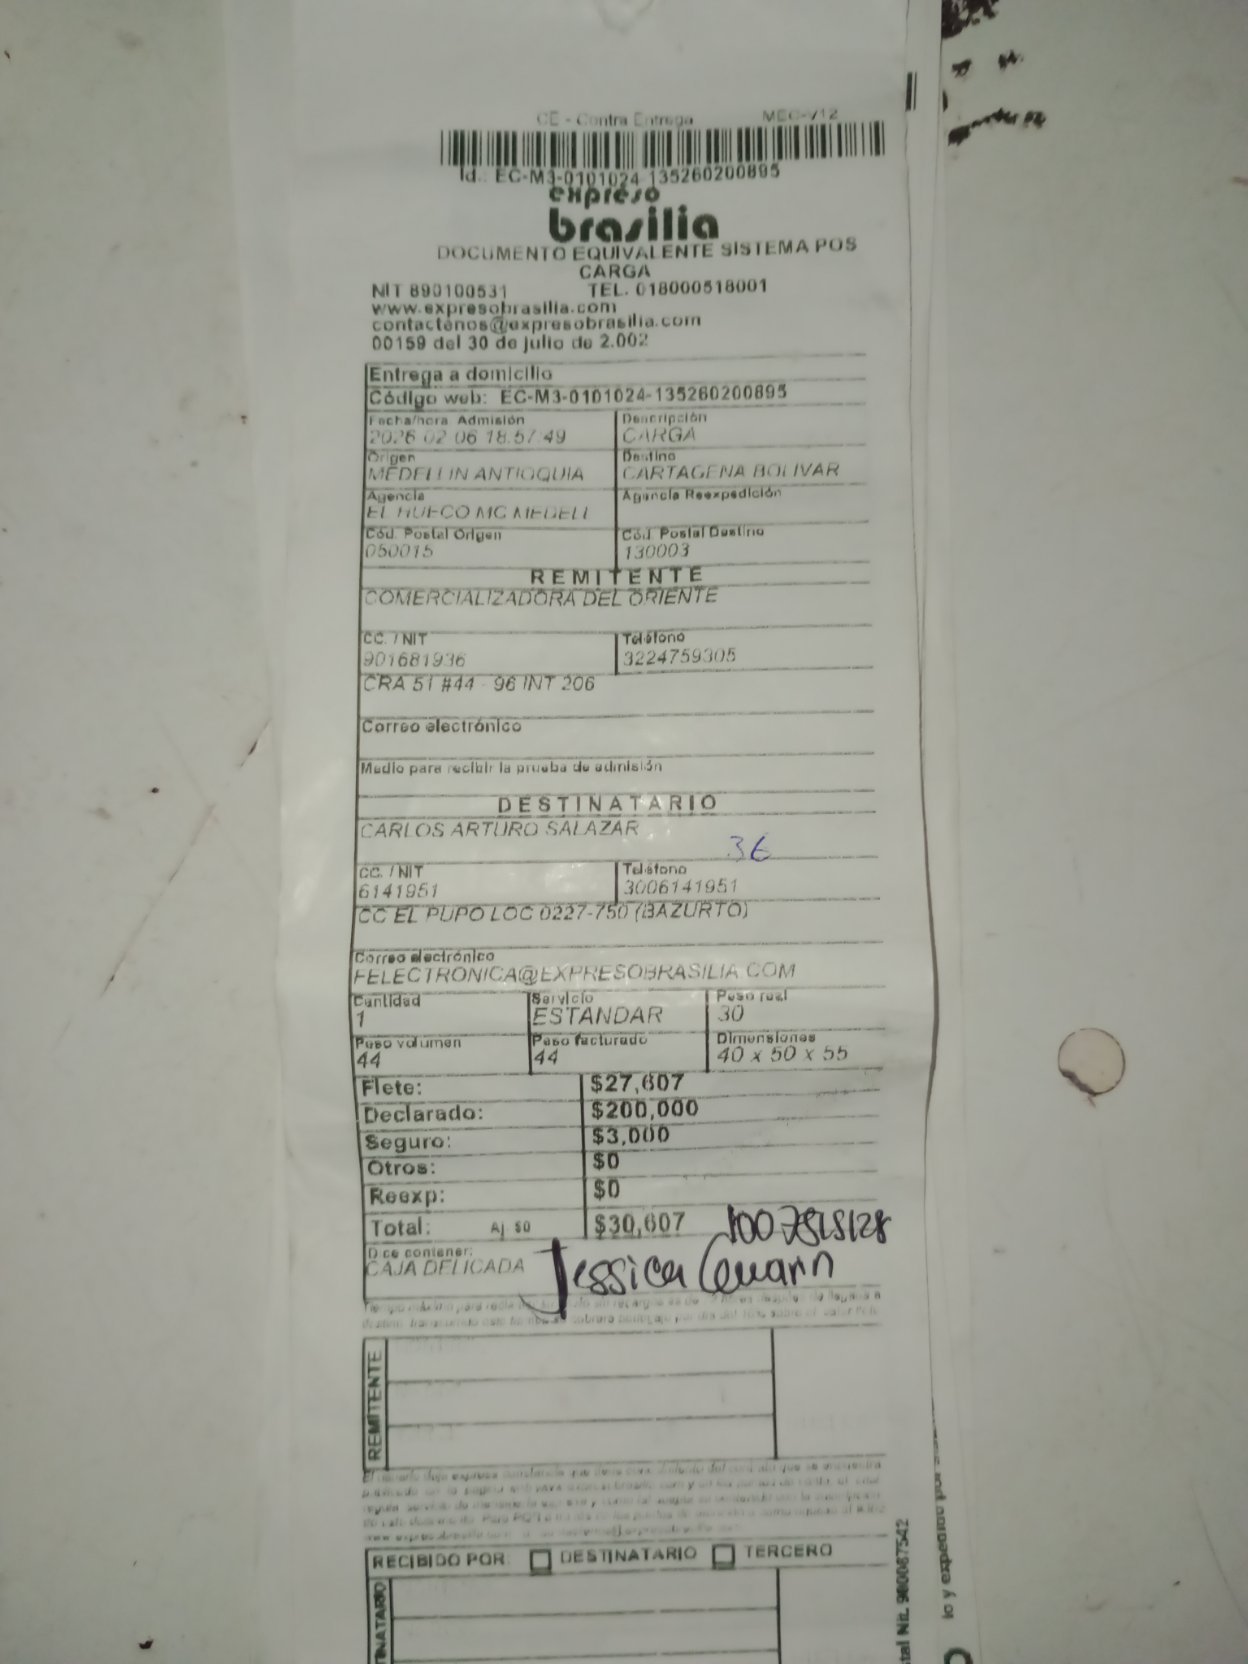 CE - Contra Entrega MEC-V12
Id.: EC-M3-0101024-135260200895
expreso
brasilia
DOCUMENTO EQUIVALENTE SISTEMA POS
CARGA
NIT 890100531 TEL. 018000518001
www.expresobrasilia.com
contactenos@expresobrasilia.com
00159 del 30 de julio de 2.002
Entrega a domicilio
Código web: EC-M3-0101024-135260200895
Fecha/hora Admisión Descripción
2026 02 06 18:57:49 CARGA
Origen Destino
MEDELLIN ANTIOQUIA CARTAGENA BOLIVAR
Agencia Agencia Reexpedición
EL HUECO MC MEDELL
Cód. Postal Origen Cód. Postal Destino
050015 130003
REMITENTE
COMERCIALIZADORA DEL ORIENTE
CC. / NIT Teléfono
901681936 3224759305
CRA 51 #44 - 96 INT 206
Correo electrónico
Medio para recibir la prueba de admisión
DESTINATARIO
CARLOS ARTURO SALAZAR
36
CC. / NIT Teléfono
6141951 3006141951
CC EL PUPO LOC 0227-750 (BAZURTO)
Correo electrónico
FELECTRONICA@EXPRESOBRASILIA.COM
Cantidad Servicio Peso real
1 ESTANDAR 30
Peso volumen Peso facturado Dimensiones
44 44 40 x 50 x 55
Flete: $27,607
Declarado: $200,000
Seguro: $3,000
Otros: $0
Reexp: $0
Total: Aj. $0 $30,607
Dice contener:
CAJA DELICADA Jessica
REMITENTE
RECIBIDO POR: DESTINATARIO TERCERO